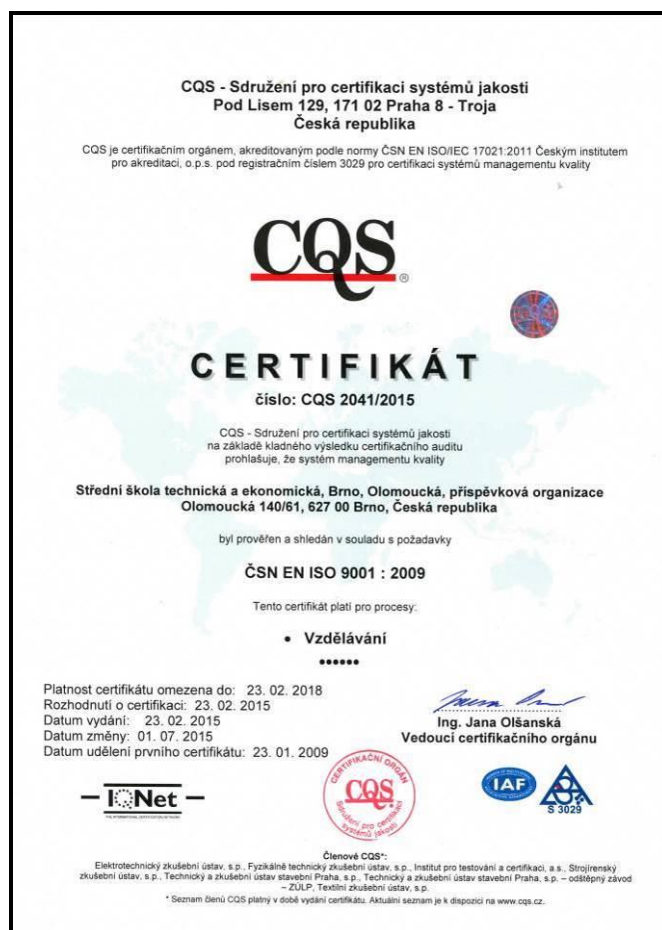 CQS - Sdružení pro certifikaci systémů jakosti
Pod Lisem 129, 171 02 Praha 8 - Troja
Česká republika
CQS je certifikačním orgánem, akreditovaným podle normy ČSN EN ISO/IEC 17021:2011 Českým institutem
pro akreditaci, o.p.s. pod registračním číslem 3029 pro certifikaci systémů managementu kvality
CQS®
CERTIFIKÁT
číslo: CQS 2041/2015
CQS - Sdružení pro certifikaci systémů jakosti
na základě kladného výsledku certifikačního auditu
prohlašuje, že systém managementu kvality
Střední škola technická a ekonomická, Brno, Olomoucká, příspěvková organizace
Olomoucká 140/61, 627 00 Brno, Česká republika
byl prověřen a shledán v souladu s požadavky
ČSN EN ISO 9001 : 2009
Tento certifikát platí pro procesy:
• Vzdělávání
••••••
Platnost certifikátu omezena do: 23. 02. 2018
Rozhodnutí o certifikaci: 23. 02. 2015
Datum vydání: 23. 02. 2015
Datum změny: 01. 07. 2015
Datum udělení prvního certifikátu: 23. 01. 2009
Ing. Jana Olšanská
Vedoucí certifikačního orgánu
IQNet
CERTIFIKAČNÍ ORGÁN
CQS
Sdružení pro certifikaci
systémů jakosti
IAF
S 3029
Členové CQS*:
Elektrotechnický zkušební ústav, s.p., Fyzikálně technický zkušební ústav, s.p., Institut pro testování a certifikaci, a.s., Strojírenský
zkušební ústav, s.p., Technický a zkušební ústav stavební Praha, s.p., Technický a zkušební ústav stavební Praha, s.p. – odštěpný závod
– ZÚLP, Textilní zkušební ústav, s.p.
* Seznam členů CQS platný v době vydání certifikátu. Aktuální seznam je k dispozici na www.cqs.cz.